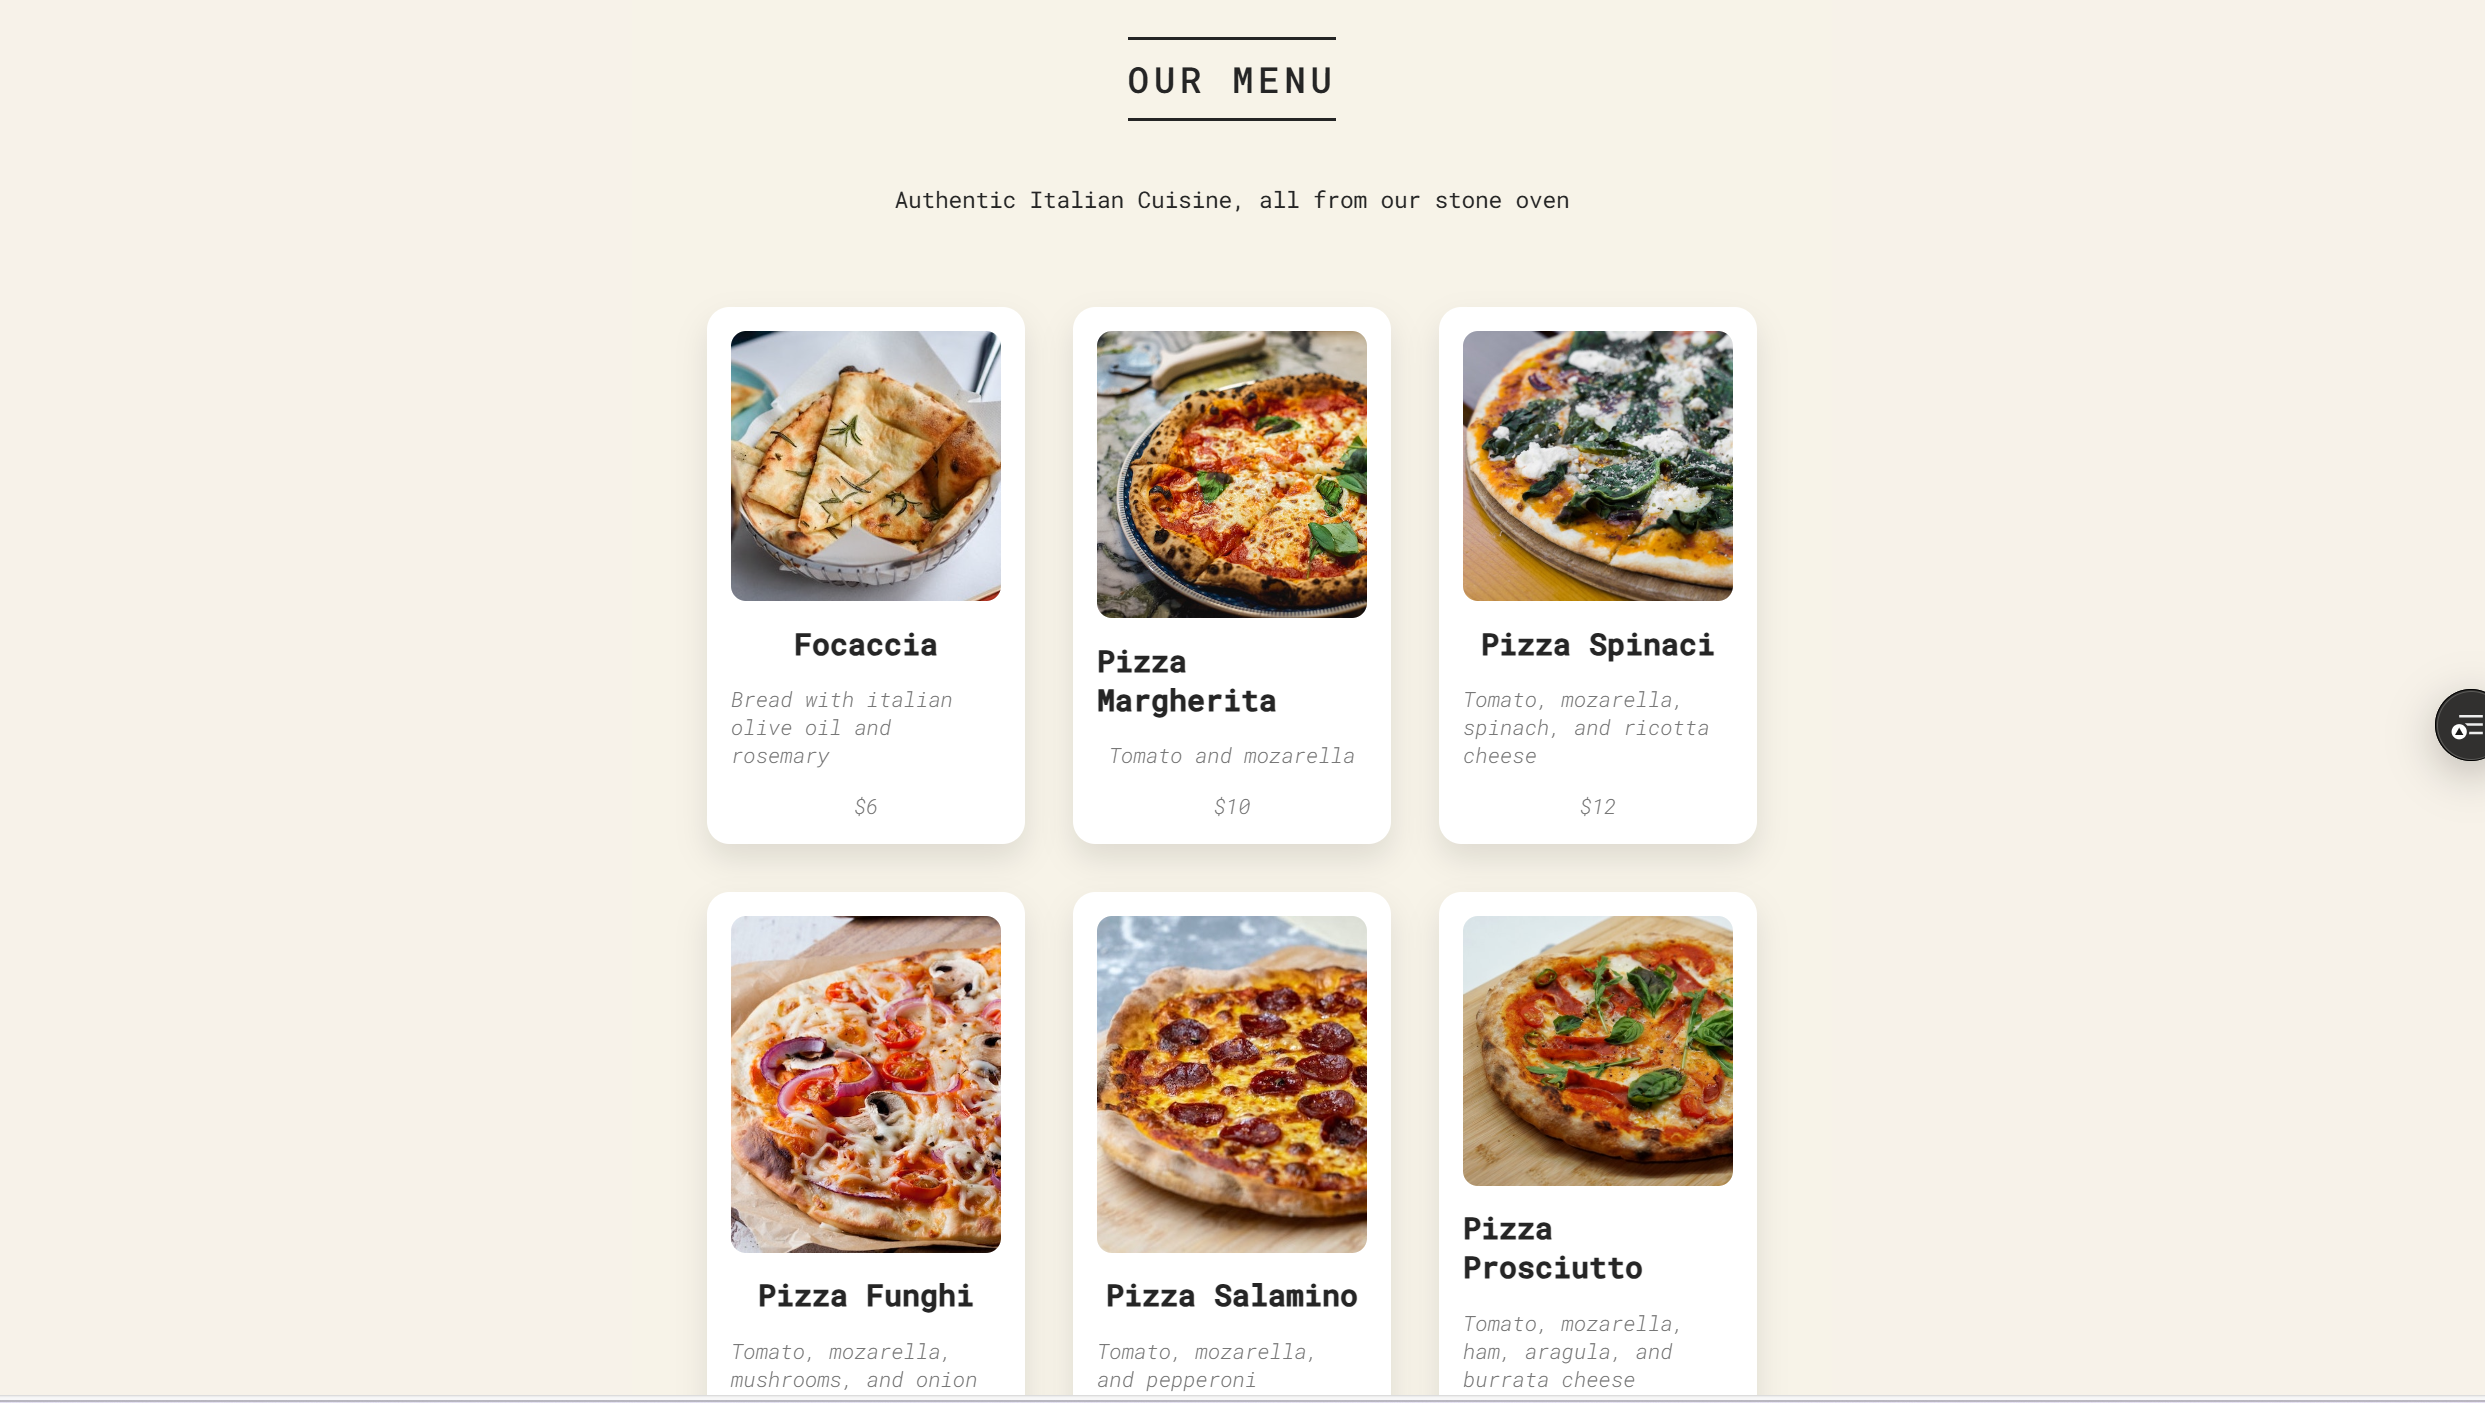 OUR MENU
Authentic Italian Cuisine, all from our stone oven
Focaccia
Bread with italian
olive oil and
rosemary
$6
Pizza
Margherita
Tomato and mozarella
$10
Pizza Spinaci
Tomato, mozarella,
spinach, and ricotta
cheese
$12
Pizza Funghi
Tomato, mozarella,
mushrooms, and onion
Pizza Salamino
Tomato, mozarella,
and pepperoni
Pizza
Prosciutto
Tomato, mozarella,
ham, aragula, and
burrata cheese